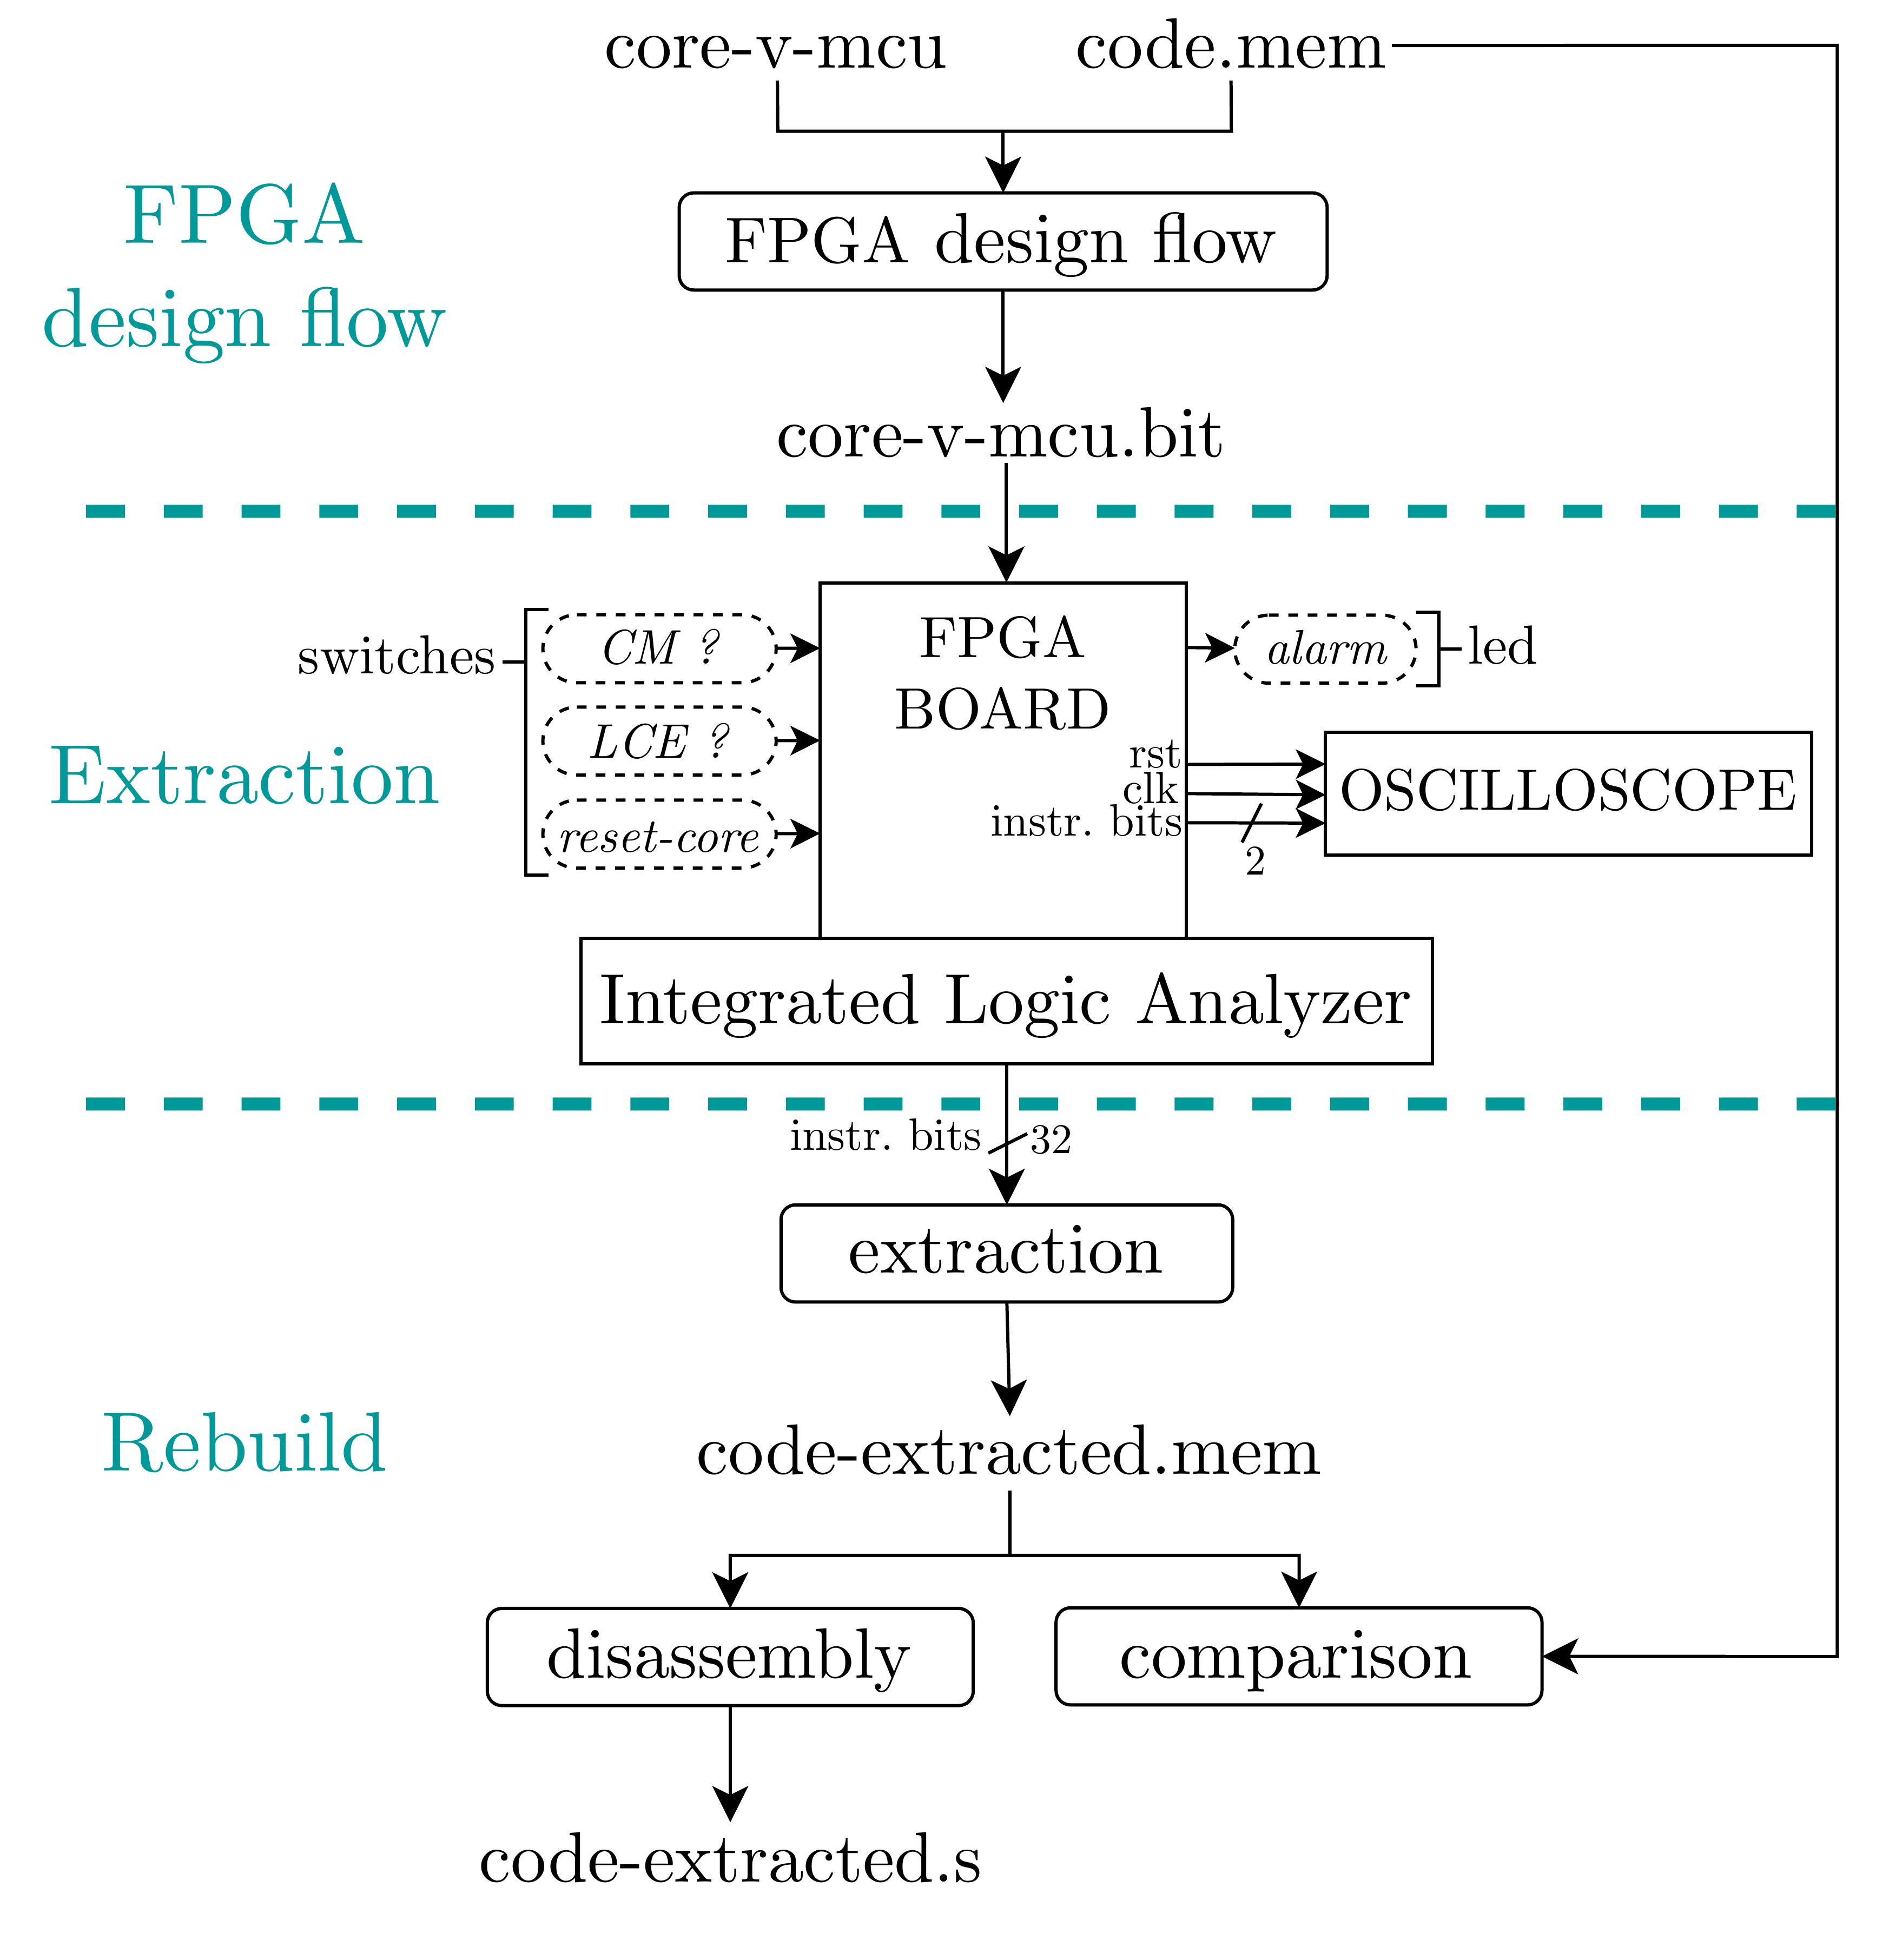 core-v-mcu
code.mem
FPGA
design flow
FPGA design flow
core-v-mcu.bit
switches
CM ?
LCE ?
reset-core
FPGA
BOARD
alarm
led
Extraction
rst
clk
instr. bits
2
OSCILLOSCOPE
Integrated Logic Analyzer
instr. bits
32
extraction
Rebuild
code-extracted.mem
disassembly
comparison
code-extracted.s